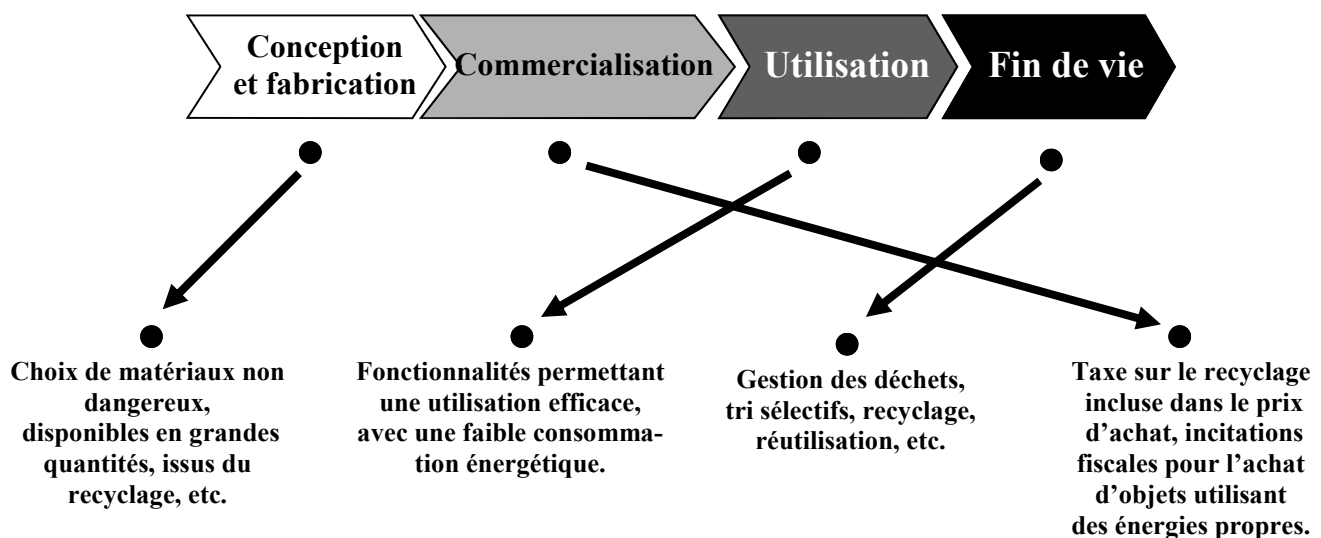 Conception
et fabrication
Commercialisation
Utilisation
Fin de vie
Choix de matériaux non
dangereux,
disponibles en grandes
quantités, issus du
recyclage, etc.
Fonctionnalités permettant
une utilisation efficace,
avec une faible consomma-
tion énergétique.
Gestion des déchets,
tri sélectifs, recyclage,
réutilisation, etc.
Taxe sur le recyclage
incluse dans le prix
d’achat, incitations
fiscales pour l’achat
d’objets utilisant
des énergies propres.